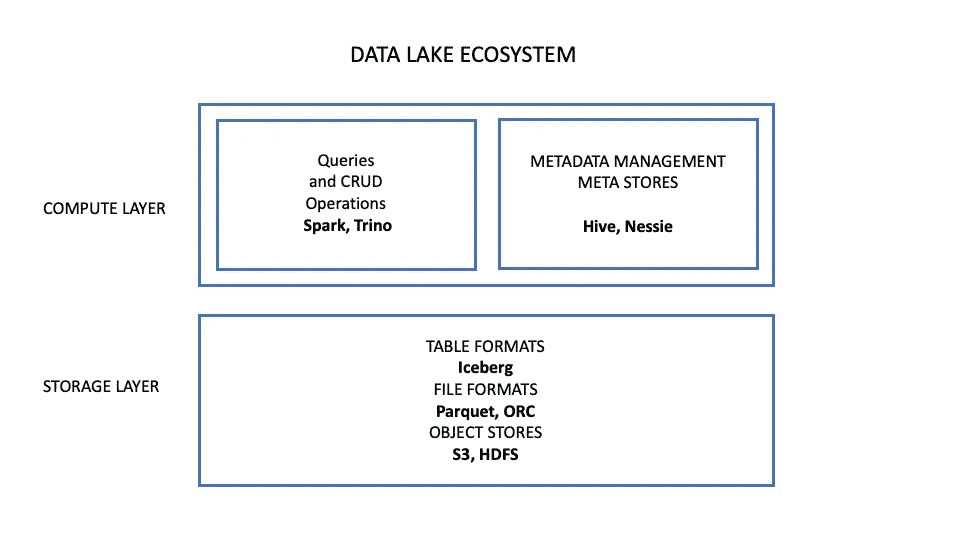 DATA LAKE ECOSYSTEM
COMPUTE LAYER
Queries
and CRUD
Operations
Spark, Trino
METADATA MANAGEMENT
META STORES
Hive, Nessie
STORAGE LAYER
TABLE FORMATS
Iceberg
FILE FORMATS
Parquet, ORC
OBJECT STORES
S3, HDFS